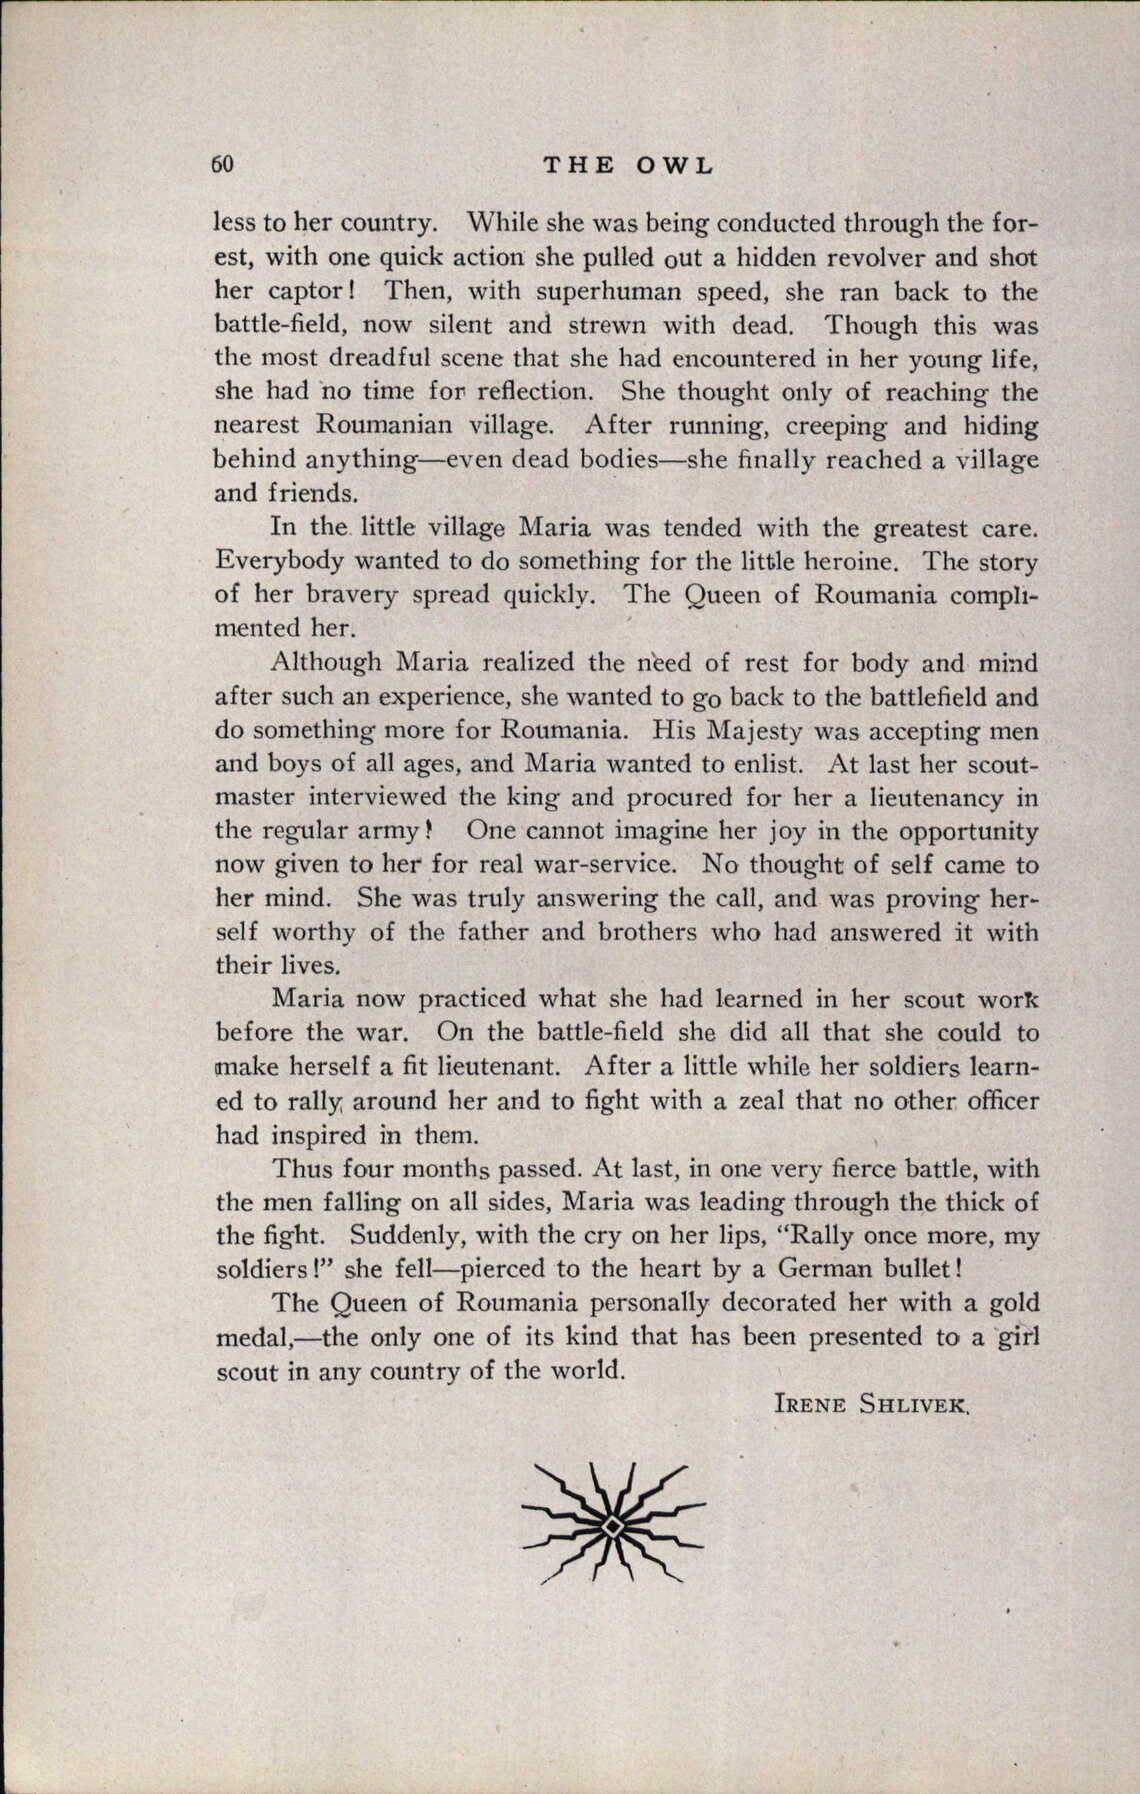 60
THE OWL
less to her country. While she was being conducted through the for-
est, with one quick action she pulled out a hidden revolver and shot
her captor! Then, with superhuman speed, she ran back to the
battle-field, now silent and strewn with dead. Though this was
the most dreadful scene that she had encountered in her young life,
she had no time for reflection. She thought only of reaching the
nearest Roumanian village. After running, creeping and hiding
behind anything—even dead bodies—she finally reached a village
and friends.
In the little village Maria was tended with the greatest care.
Everybody wanted to do something for the little heroine. The story
of her bravery spread quickly. The Queen of Roumania compli-
mented her.
Although Maria realized the need of rest for body and mind
after such an experience, she wanted to go back to the battlefield and
do something more for Roumania. His Majesty was accepting men
and boys of all ages, and Maria wanted to enlist. At last her scout-
master interviewed the king and procured for her a lieutenancy in
the regular army! One cannot imagine her joy in the opportunity
now given to her for real war-service. No thought of self came to
her mind. She was truly answering the call, and was proving her-
self worthy of the father and brothers who had answered it with
their lives.
Maria now practiced what she had learned in her scout work
before the war. On the battle-field she did all that she could to
make herself a fit lieutenant. After a little while her soldiers learn-
ed to rally around her and to fight with a zeal that no other officer
had inspired in them.
Thus four months passed. At last, in one very fierce battle, with
the men falling on all sides, Maria was leading through the thick of
the fight. Suddenly, with the cry on her lips, “Rally once more, my
soldiers!” she fell—pierced to the heart by a German bullet!
The Queen of Roumania personally decorated her with a gold
medal,—the only one of its kind that has been presented to a girl
scout in any country of the world.
IRENE SHLIVEK.